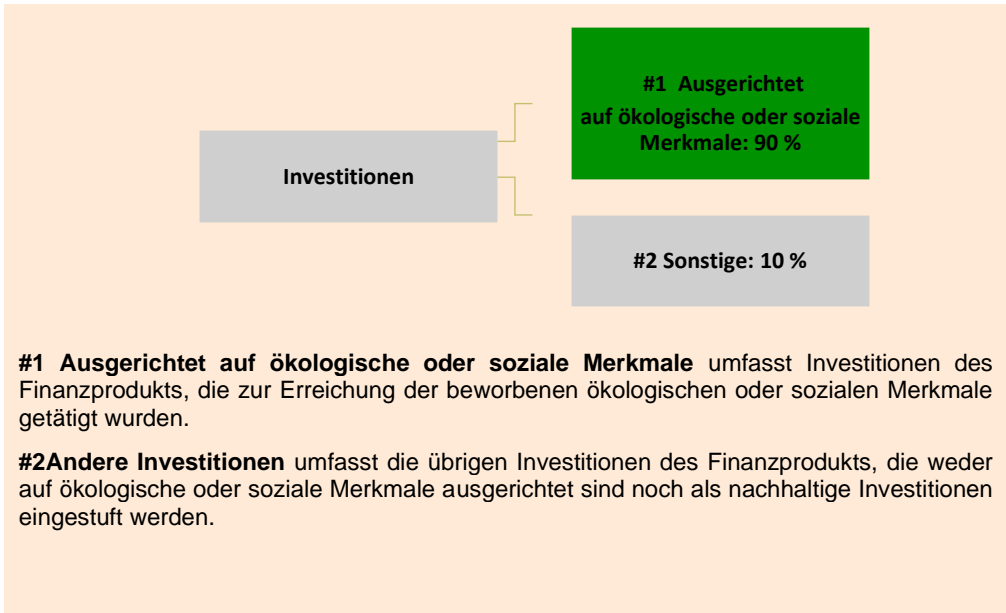 #1 Ausgerichtet
auf ökologische oder soziale
Merkmale: 90 %
Investitionen
#2 Sonstige: 10 %
#1 Ausgerichtet auf ökologische oder soziale Merkmale umfasst Investitionen des
Finanzprodukts, die zur Erreichung der beworbenen ökologischen oder sozialen Merkmale
getätigt wurden.
#2Andere Investitionen umfasst die übrigen Investitionen des Finanzprodukts, die weder
auf ökologische oder soziale Merkmale ausgerichtet sind noch als nachhaltige Investitionen
eingestuft werden.